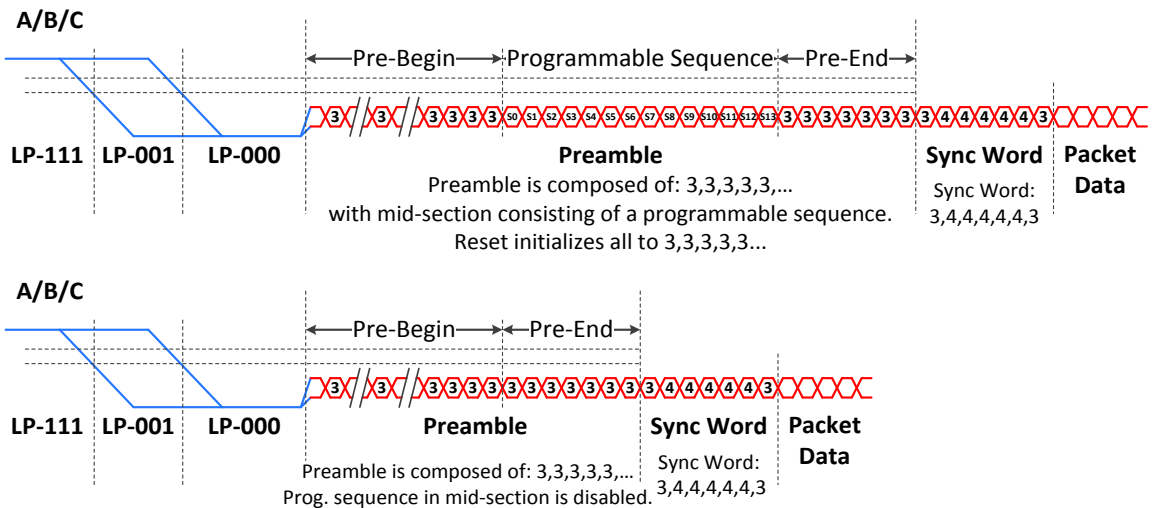 A/B/C
Pre-Begin Programmable Sequence Pre-End
3 3 3 3 3 3 S0 S1 S2 S3 S4 S5 S6 S7 S8 S9 S10 S11 S12 S13 3 3 3 3 3 3 3 3 4 4 4 4 4 3
LP-111 LP-001 LP-000 Preamble Sync Word Packet Data
Preamble is composed of: 3,3,3,3,3,...
with mid-section consisting of a programmable sequence.
Reset initializes all to 3,3,3,3,3...
Sync Word:
3,4,4,4,4,4,3
A/B/C
Pre-Begin Pre-End
3 3 3 3 3 3 3 3 3 3 3 3 3 3 4 4 4 4 4 3
LP-111 LP-001 LP-000 Preamble Sync Word Packet Data
Preamble is composed of: 3,3,3,3,3,...
Prog. sequence in mid-section is disabled.
Sync Word:
3,4,4,4,4,4,3